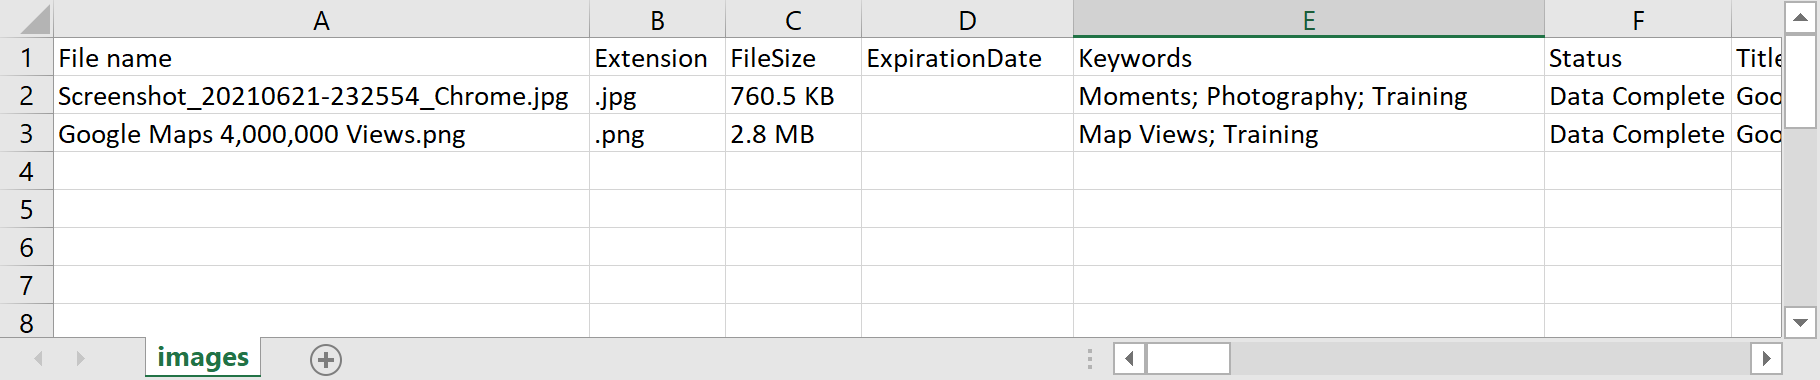 A B C D E F
1 File name Extension FileSize ExpirationDate Keywords Status Title
2 Screenshot_20210621-232554_Chrome.jpg .jpg 760.5 KB Moments; Photography; Training Data Complete Goo
3 Google Maps 4,000,000 Views.png .png 2.8 MB Map Views; Training Data Complete Goo
4
5
6
7
8
images